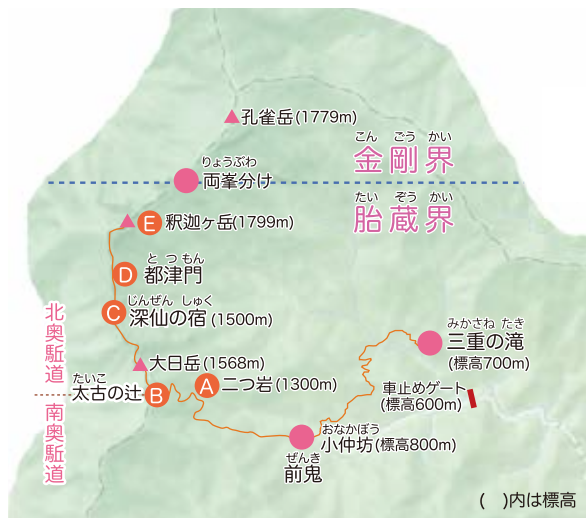 孔雀岳(1779m)
こん ごう かい
金剛界
りょうぶわ
両峯分け
たい ぞう かい
胎蔵界
E 釈迦ヶ岳(1799m)
と つ もん
D 都津門
じんぜん しゅく
C 深仙の宿(1500m)
北奥駈道
みかさね たき
三重の滝
(標高700m)
大日岳(1568m)
たいこ
太古の辻 B
A 二つ岩(1300m)
車止めゲート
(標高600m)
南奥駈道
おなかぼう
小仲坊(標高800m)
ぜんき
前鬼
( )内は標高